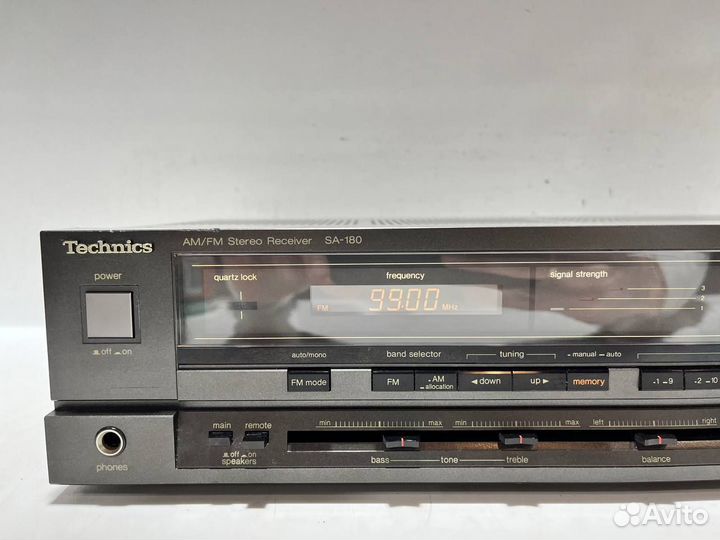 Technics AM/FM Stereo Receiver SA-180
power
quartz lock frequency signal strength
FM 99.00 MHz
3
2
1
off on
auto/mono band selector tuning manual auto
FM mode FM AM allocation down up memory 1 - 9 2 - 10
main remote min max min max left right
off on
speakers
phones
bass tone treble balance
Avito